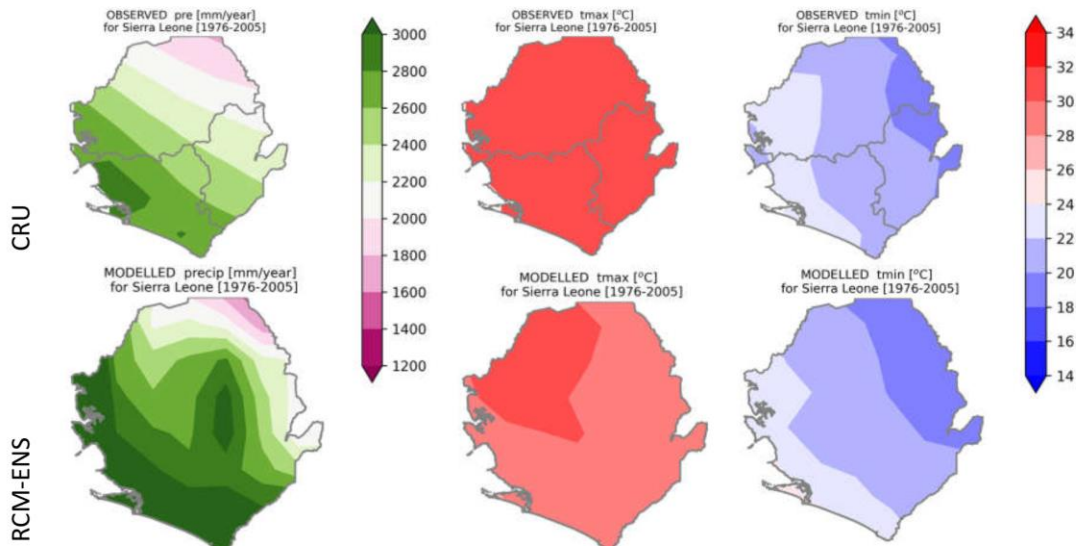 OBSERVED pre [mm/year]
for Sierra Leone [1976-2005]
OBSERVED tmax [°C]
for Sierra Leone [1976-2005]
OBSERVED tmin [°C]
for Sierra Leone [1976-2005]
3000
2800
2600
2400
2200
2000
1800
1600
1400
1200
34
32
30
28
26
24
22
20
18
16
14
CRU
MODELLED precip [mm/year]
for Sierra Leone [1976-2005]
MODELLED tmax [°C]
for Sierra Leone [1976-2005]
MODELLED tmin [°C]
for Sierra Leone [1976-2005]
RCM-ENS